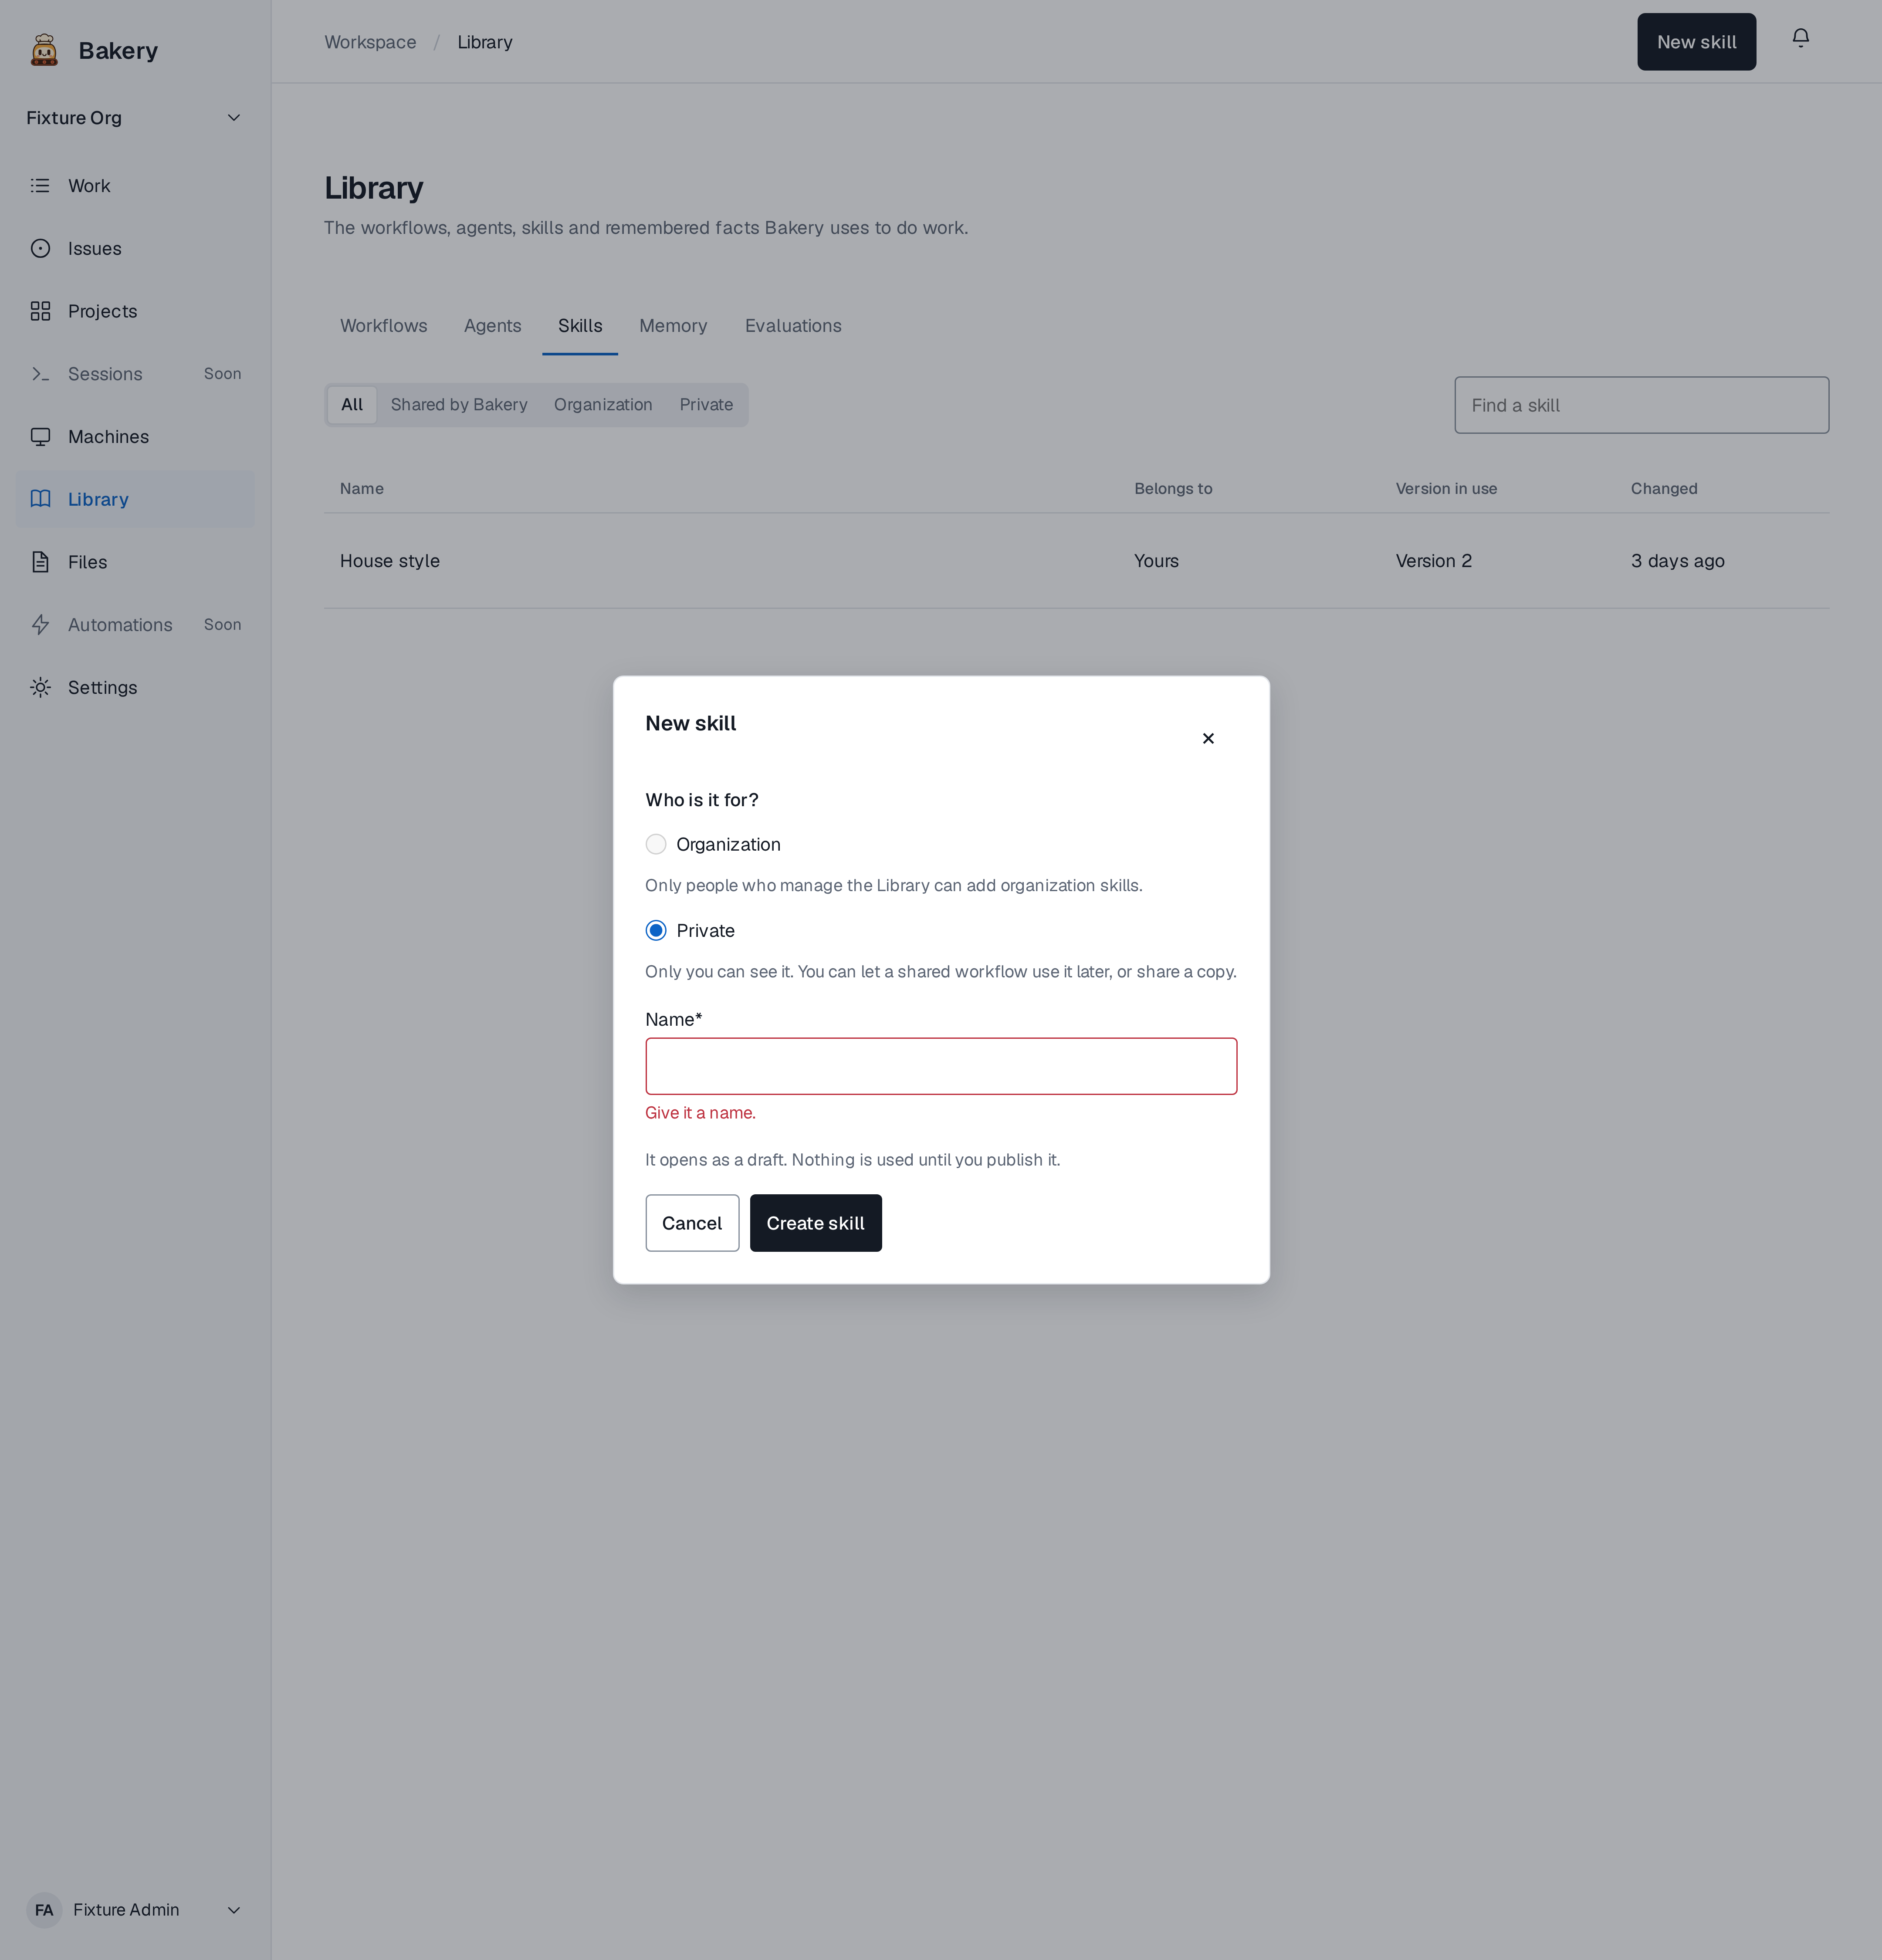 Bakery
Fixture Org
Work
Issues
Projects
Sessions Soon
Machines
Library
Files
Automations Soon
Settings
FA Fixture Admin
Workspace / Library
New skill
Library
The workflows, agents, skills and remembered facts Bakery uses to do work.
Workflows Agents Skills Memory Evaluations
All Shared by Bakery Organization Private
Find a skill
Name Belongs to Version in use Changed
House style Yours Version 2 3 days ago
New skill
Who is it for?
Organization
Only people who manage the Library can add organization skills.
Private
Only you can see it. You can let a shared workflow use it later, or share a copy.
Name*
Give it a name.
It opens as a draft. Nothing is used until you publish it.
Cancel Create skill